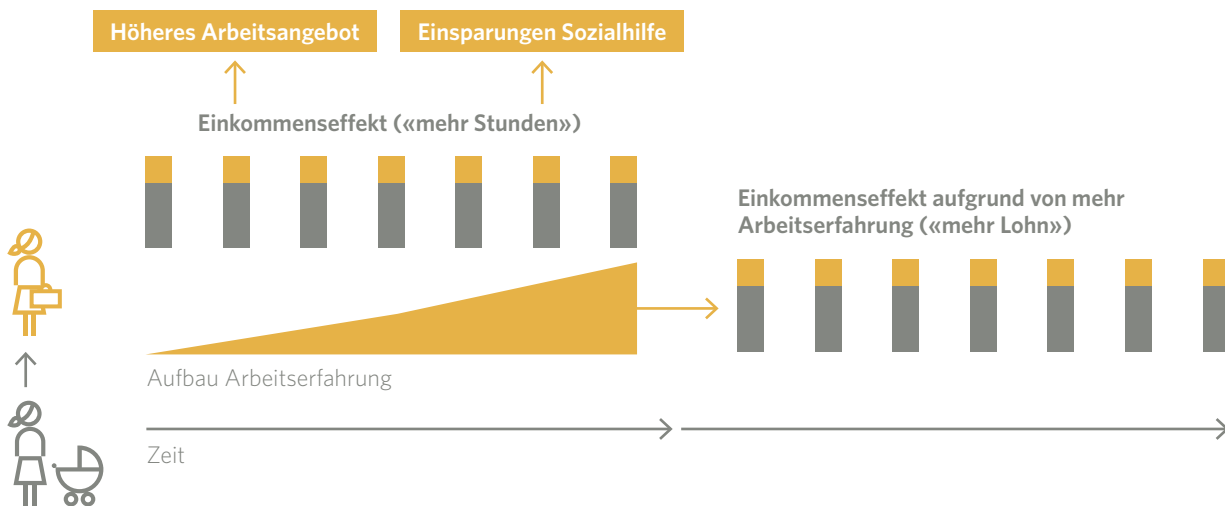 Höheres Arbeitsangebot
Einsparungen Sozialhilfe
Einkommenseffekt («mehr Stunden»)
Einkommenseffekt aufgrund von mehr
Arbeitserfahrung («mehr Lohn»)
Aufbau Arbeitserfahrung
Zeit